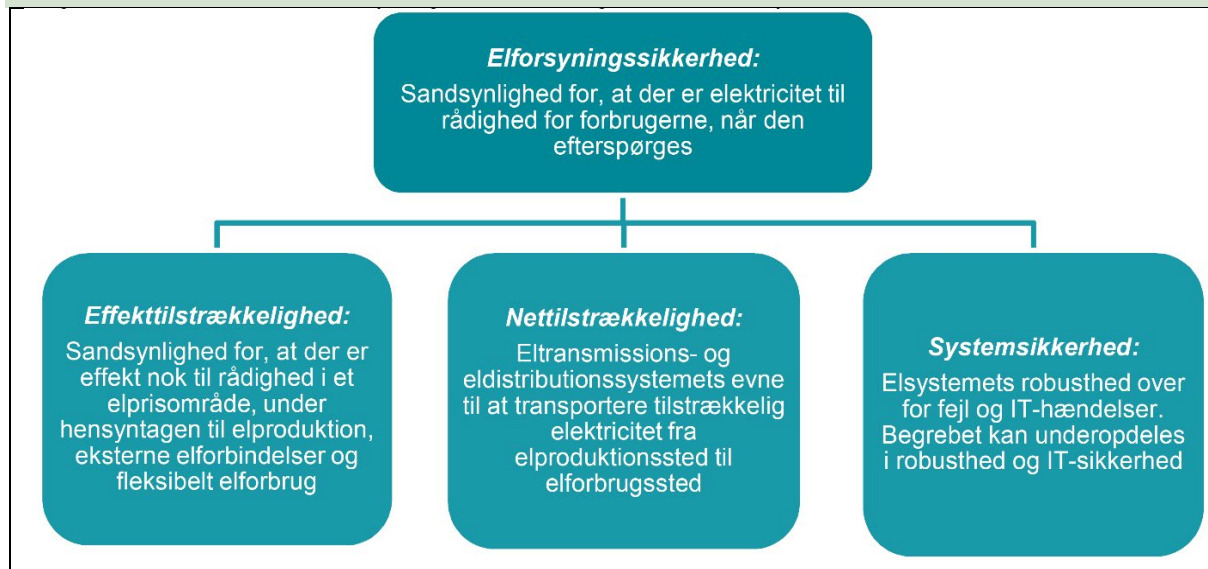 Elforsyningssikkerhed:
Sandsynlighed for, at der er elektricitet til
rådighed for forbrugerne, når den
efterspørges
Effekttilstrækkelighed:
Sandsynlighed for, at der er
effekt nok til rådighed i et
elprisområde, under
hensyntagen til elproduktion,
eksterne elforbindelser og
fleksibelt elforbrug
Nettilstrækkelighed:
Eltransmissions- og
eldistributionssystemets evne
til at transportere tilstrækkelig
elektricitet fra
elproduktionssted til
elforbrugssted
Systemsikkerhed:
Elsystemets robusthed over
for fejl og IT-hændelser.
Begrebet kan underopdeles
i robusthed og IT-sikkerhed